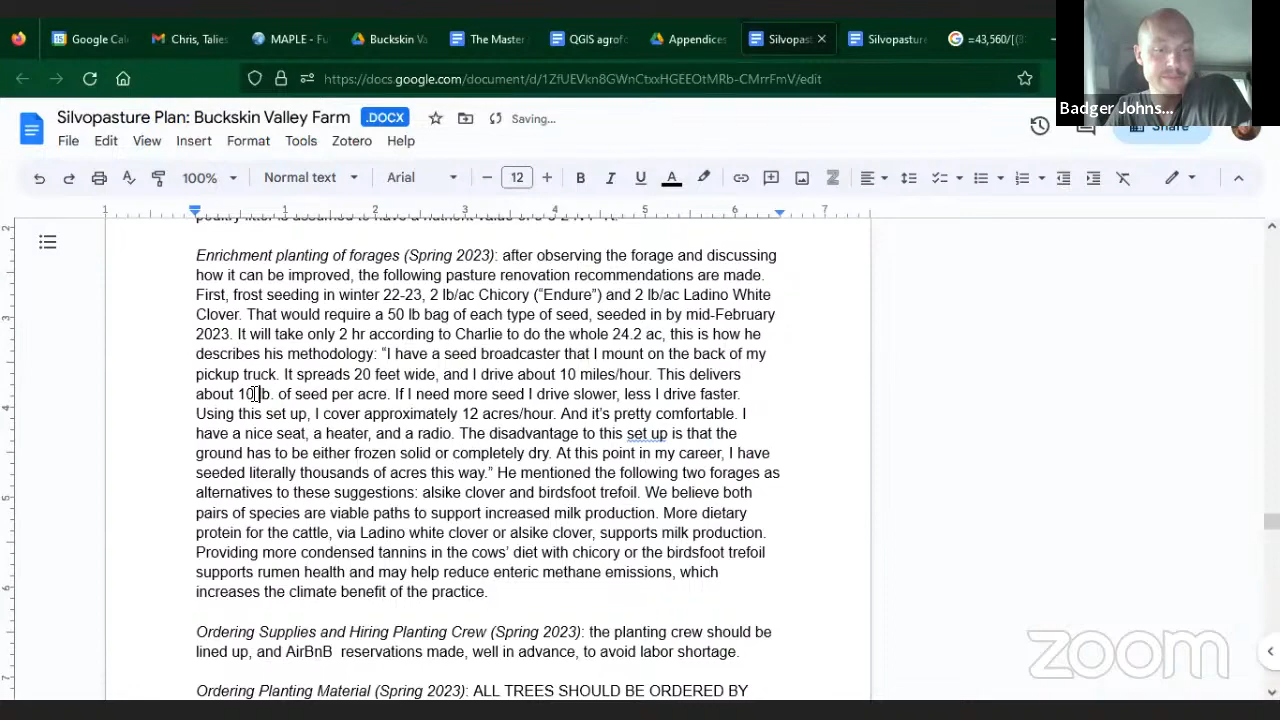 Google Cal
Chris, Talies
MAPLE - Fu
Buckskin Va
The Master
QGIS agrofo
Appendices
Silvopast
Silvopasture
=43,560/[(3
https://docs.google.com/document/d/1ZfUEVkn8GWnCtxxHGEEOtMRb-CMrrFmV/edit
Badger Johns...
Silvopasture Plan: Buckskin Valley Farm
.DOCX
Saving...
Share
File Edit View Insert Format Tools Zotero Help
100% Normal text Arial − 12 + B I U A
1 1 2 3 4 5 6 7
Enrichment planting of forages (Spring 2023): after observing the forage and discussing
how it can be improved, the following pasture renovation recommendations are made.
First, frost seeding in winter 22-23, 2 lb/ac Chicory (“Endure”) and 2 lb/ac Ladino White
Clover. That would require a 50 lb bag of each type of seed, seeded in by mid-February
2023. It will take only 2 hr according to Charlie to do the whole 24.2 ac, this is how he
describes his methodology: “I have a seed broadcaster that I mount on the back of my
pickup truck. It spreads 20 feet wide, and I drive about 10 miles/hour. This delivers
about 10 lb. of seed per acre. If I need more seed I drive slower, less I drive faster.
Using this set up, I cover approximately 12 acres/hour. And it’s pretty comfortable. I
have a nice seat, a heater, and a radio. The disadvantage to this set up is that the
ground has to be either frozen solid or completely dry. At this point in my career, I have
seeded literally thousands of acres this way.” He mentioned the following two forages as
alternatives to these suggestions: alsike clover and birdsfoot trefoil. We believe both
pairs of species are viable paths to support increased milk production. More dietary
protein for the cattle, via Ladino white clover or alsike clover, supports milk production.
Providing more condensed tannins in the cows’ diet with chicory or the birdsfoot trefoil
supports rumen health and may help reduce enteric methane emissions, which
increases the climate benefit of the practice.
Ordering Supplies and Hiring Planting Crew (Spring 2023): the planting crew should be
lined up, and AirBnB reservations made, well in advance, to avoid labor shortage.
Ordering Planting Material (Spring 2023): ALL TREES SHOULD BE ORDERED BY
zoom